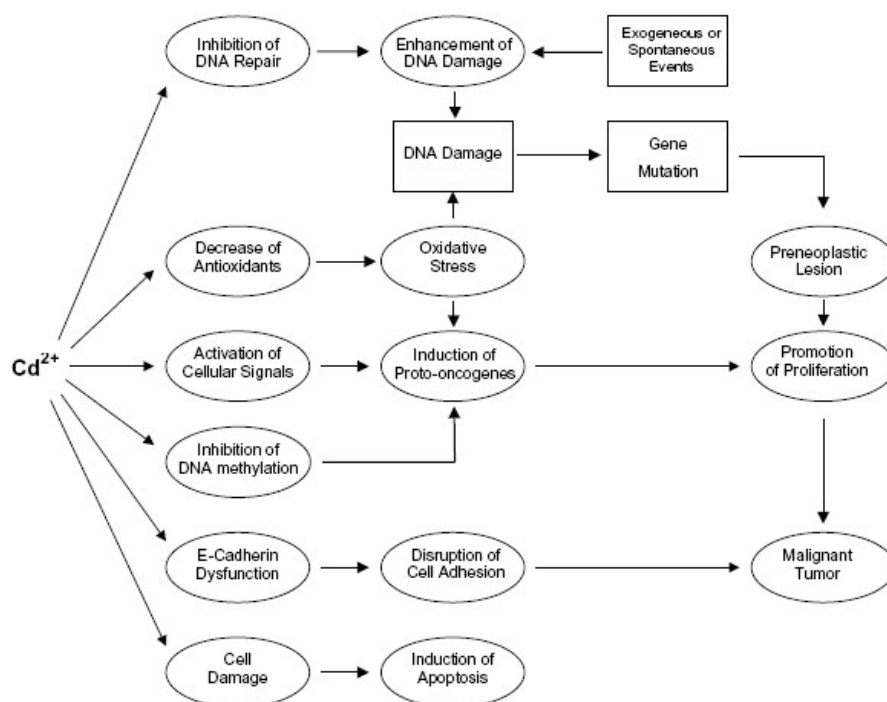 Inhibition of
DNA Repair
Enhancement of
DNA Damage
Exogeneous or
Spontaneous
Events
DNA Damage
Gene
Mutation
Decrease of
Antioxidants
Oxidative
Stress
Preneoplastic
Lesion
Cd2+
Activation of
Cellular Signals
Induction of
Proto-oncogenes
Promotion
of Proliferation
Inhibition of
DNA methylation
E-Cadherin
Dysfunction
Disruption of
Cell Adhesion
Malignant
Tumor
Cell
Damage
Induction of
Apoptosis